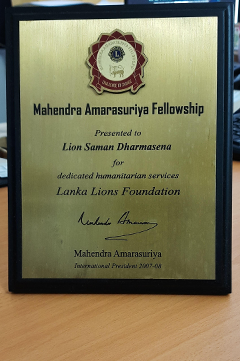 Mahendra Amarasuriya Fellowship
Presented to
Lion Saman Dharmasena
for
dedicated humanitarian services
Lanka Lions Foundation
Mahendra Amarasuriya
International President 2007-08